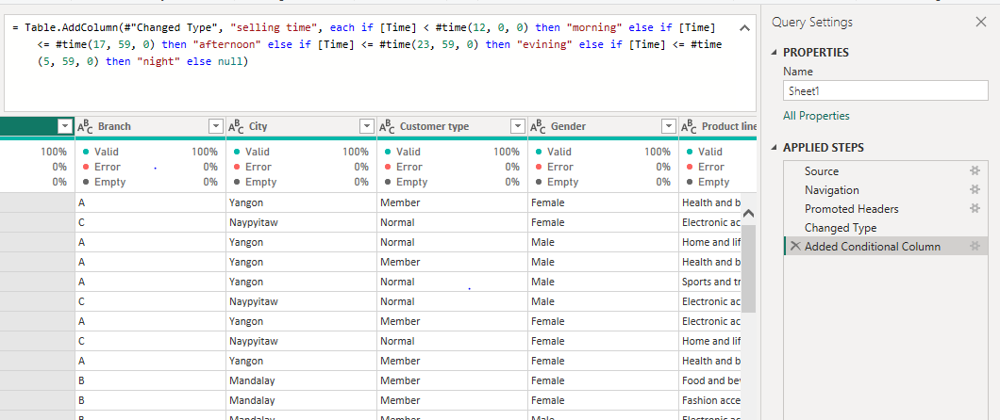 = Table.AddColumn(#"Changed Type", "selling time", each if [Time] < #time(12, 0, 0) then "morning" else if [Time]
<= #time(17, 59, 0) then "afternoon" else if [Time] <= #time(23, 59, 0) then "evining" else if [Time] <= #time
(5, 59, 0) then "night" else null)
Query Settings
PROPERTIES
Name
Sheet1
All Properties
APPLIED STEPS
Source
Navigation
Promoted Headers
Changed Type
Added Conditional Column
ABC Branch ABC City ABC Customer type ABC Gender ABC Product line
100% Valid 100% Valid 100% Valid 100% Valid 100% Valid
0% Error 0% Error 0% Error 0% Error 0% Error
0% Empty 0% Empty 0% Empty 0% Empty 0% Empty
A Yangon Member Female Health and b
C Naypyitaw Normal Female Electronic ac
A Yangon Normal Male Home and lif
A Yangon Member Male Health and b
A Yangon Normal Male Sports and tr
C Naypyitaw Normal Male Electronic ac
A Yangon Member Female Electronic ac
C Naypyitaw Normal Female Home and lif
A Yangon Member Female Health and b
B Mandalay Member Female Food and be
B Mandalay Member Female Fashion acce
B Mandalay Member Male Electronic ac